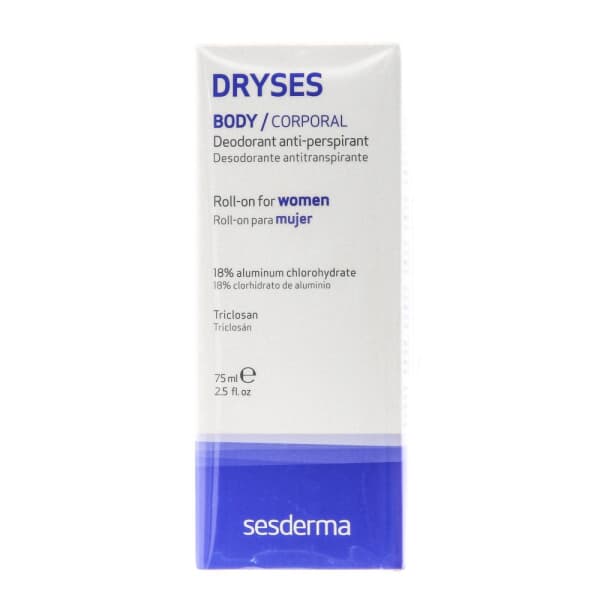 DRYSES
BODY / CORPORAL
Deodorant anti-perspirant
Desodorante antitranspirante
Roll-on for women
Roll-on para mujer
18% aluminum chlorohydrate
18% clorhidrato de aluminio
Triclosan
Triclosán
75 ml ℮
2.5 fl. oz
sesderma